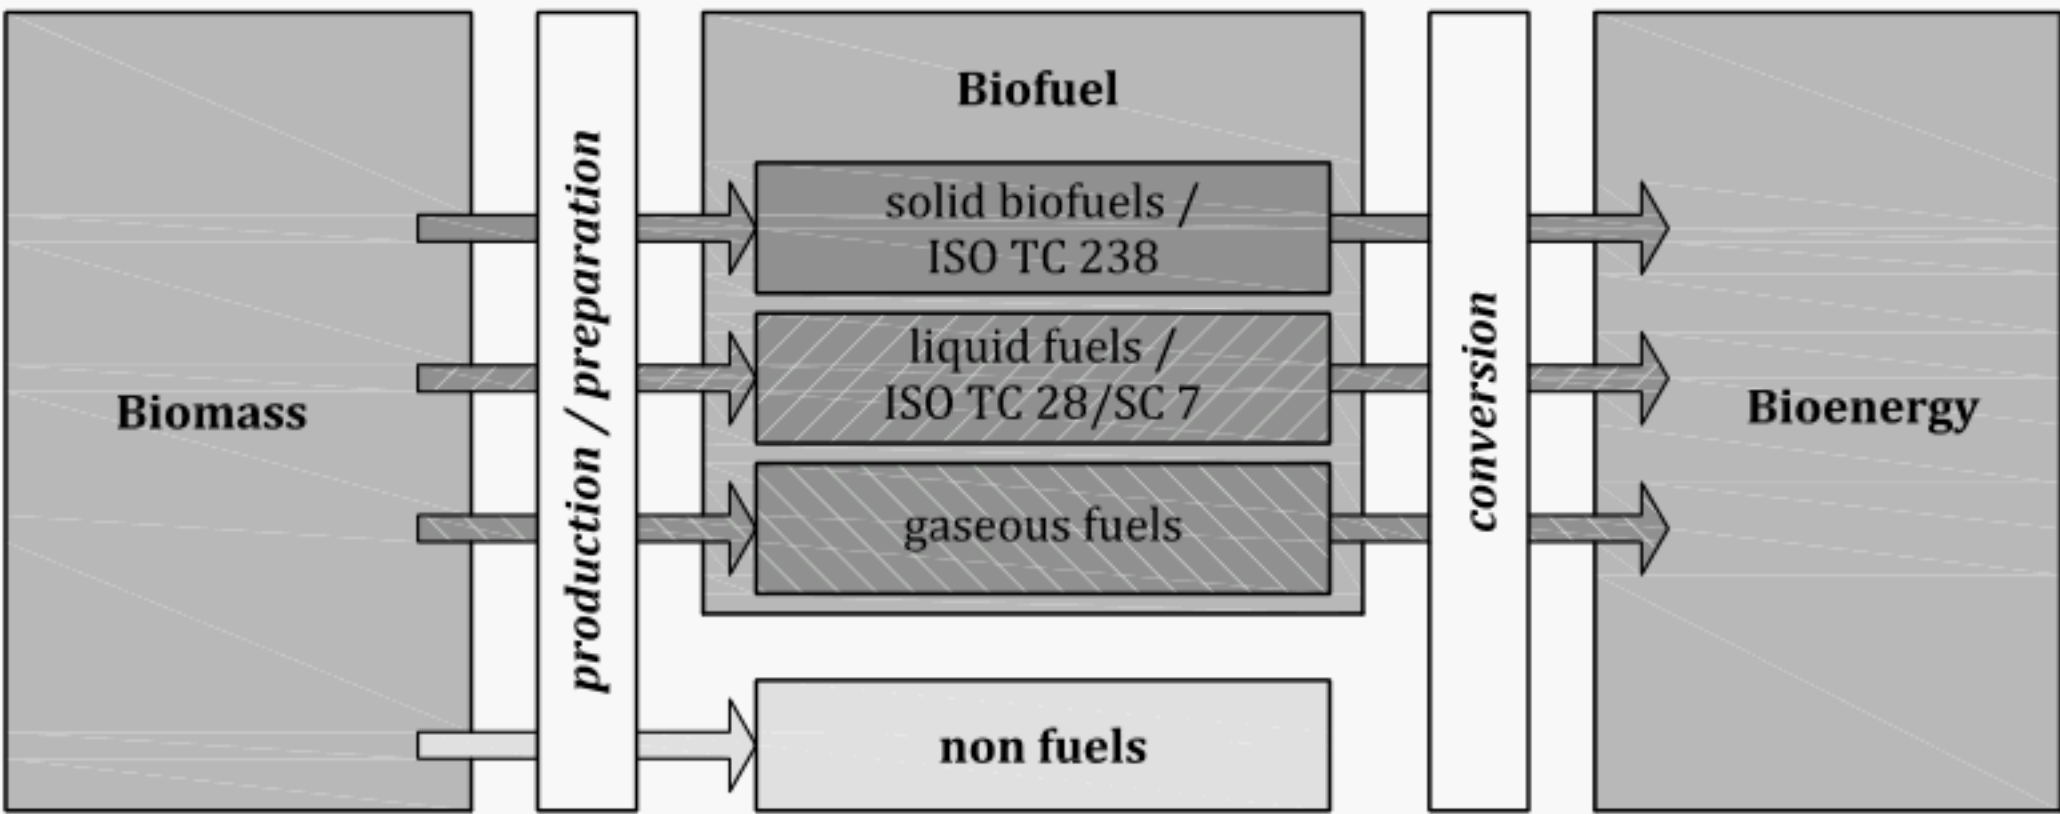 Biomass
production / preparation
Biofuel
solid biofuels /
ISO TC 238
liquid fuels /
ISO TC 28/SC 7
gaseous fuels
non fuels
conversion
Bioenergy